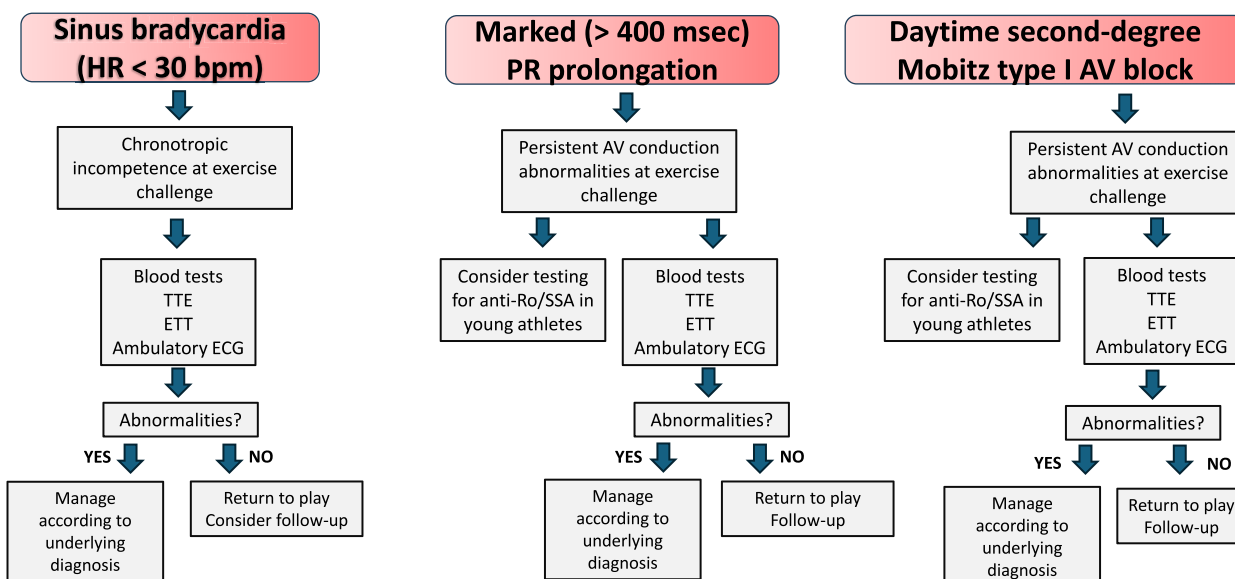 Sinus bradycardia
(HR < 30 bpm)
Chronotropic
incompetence at exercise
challenge
Blood tests
TTE
ETT
Ambulatory ECG
Abnormalities?
YES
NO
Manage
according to
underlying
diagnosis
Return to play
Consider follow-up
Marked (> 400 msec)
PR prolongation
Persistent AV conduction
abnormalities at exercise
challenge
Consider testing
for anti-Ro/SSA in
young athletes
Blood tests
TTE
ETT
Ambulatory ECG
Abnormalities?
YES
NO
Manage
according to
underlying
diagnosis
Return to play
Follow-up
Daytime second-degree
Mobitz type I AV block
Persistent AV conduction
abnormalities at exercise
challenge
Consider testing
for anti-Ro/SSA in
young athletes
Blood tests
TTE
ETT
Ambulatory ECG
Abnormalities?
YES
NO
Manage
according to
underlying
diagnosis
Return to play
Follow-up